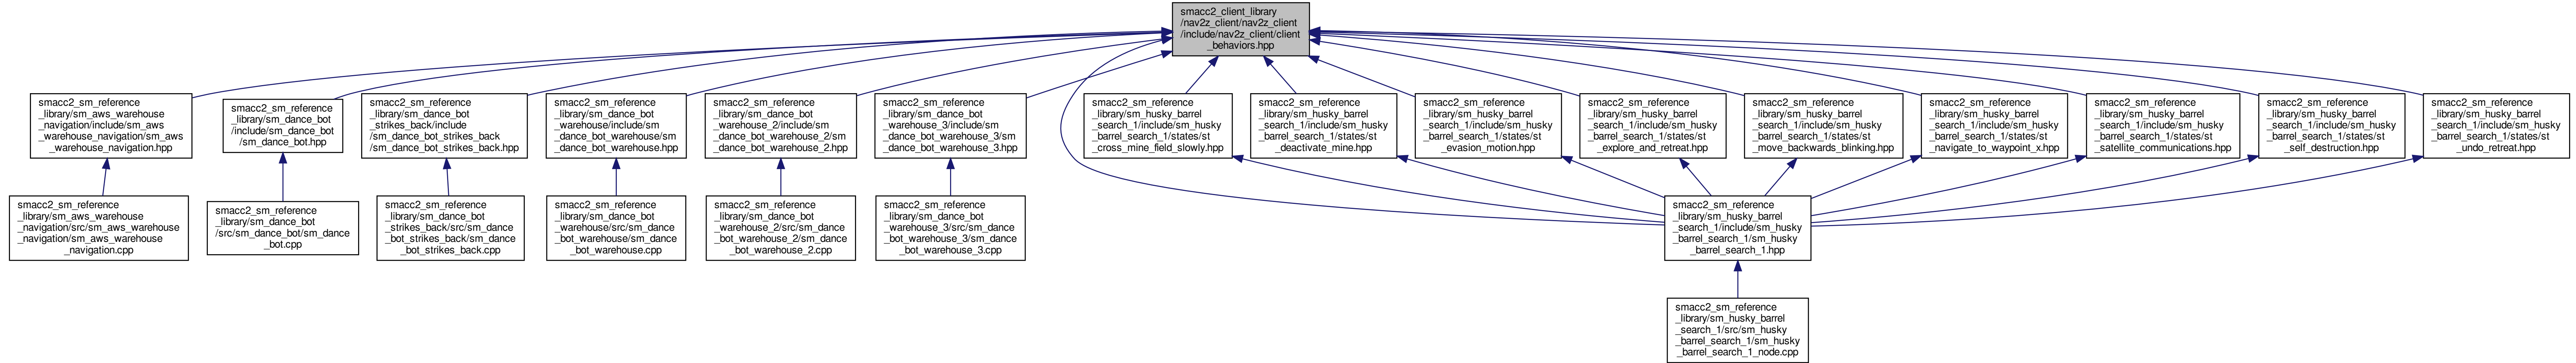 smacc2_client_library
/nav2z_client/nav2z_client
/include/nav2z_client/client
_behaviors.hpp
smacc2_sm_reference
_library/sm_aws_warehouse
_navigation/include/sm_aws
_warehouse_navigation/sm_aws
_warehouse_navigation.hpp
smacc2_sm_reference
_library/sm_dance_bot
/include/sm_dance_bot
/sm_dance_bot.hpp
smacc2_sm_reference
_library/sm_dance_bot
_strikes_back/include
/sm_dance_bot_strikes_back
/sm_dance_bot_strikes_back.hpp
smacc2_sm_reference
_library/sm_dance_bot
_warehouse/include/sm
_dance_bot_warehouse/sm
_dance_bot_warehouse.hpp
smacc2_sm_reference
_library/sm_dance_bot
_warehouse_2/include/sm
_dance_bot_warehouse_2/sm
_dance_bot_warehouse_2.hpp
smacc2_sm_reference
_library/sm_dance_bot
_warehouse_3/include/sm
_dance_bot_warehouse_3/sm
_dance_bot_warehouse_3.hpp
smacc2_sm_reference
_library/sm_husky_barrel
_search_1/include/sm_husky
_barrel_search_1/states/st
_cross_mine_field_slowly.hpp
smacc2_sm_reference
_library/sm_husky_barrel
_search_1/include/sm_husky
_barrel_search_1/states/st
_deactivate_mine.hpp
smacc2_sm_reference
_library/sm_husky_barrel
_search_1/include/sm_husky
_barrel_search_1/states/st
_evasion_motion.hpp
smacc2_sm_reference
_library/sm_husky_barrel
_search_1/include/sm_husky
_barrel_search_1/states/st
_explore_and_retreat.hpp
smacc2_sm_reference
_library/sm_husky_barrel
_search_1/include/sm_husky
_barrel_search_1/states/st
_move_backwards_blinking.hpp
smacc2_sm_reference
_library/sm_husky_barrel
_search_1/include/sm_husky
_barrel_search_1/states/st
_navigate_to_waypoint_x.hpp
smacc2_sm_reference
_library/sm_husky_barrel
_search_1/include/sm_husky
_barrel_search_1/states/st
_satellite_communications.hpp
smacc2_sm_reference
_library/sm_husky_barrel
_search_1/include/sm_husky
_barrel_search_1/states/st
_self_destruction.hpp
smacc2_sm_reference
_library/sm_husky_barrel
_search_1/include/sm_husky
_barrel_search_1/states/st
_undo_retreat.hpp
smacc2_sm_reference
_library/sm_aws_warehouse
_navigation/src/sm_aws_warehouse
_navigation/sm_aws_warehouse
_navigation.cpp
smacc2_sm_reference
_library/sm_dance_bot
/src/sm_dance_bot/sm_dance
_bot.cpp
smacc2_sm_reference
_library/sm_dance_bot
_strikes_back/src/sm_dance
_bot_strikes_back/sm_dance
_bot_strikes_back.cpp
smacc2_sm_reference
_library/sm_dance_bot
_warehouse/src/sm_dance
_bot_warehouse/sm_dance
_bot_warehouse.cpp
smacc2_sm_reference
_library/sm_dance_bot
_warehouse_2/src/sm_dance
_bot_warehouse_2/sm_dance
_bot_warehouse_2.cpp
smacc2_sm_reference
_library/sm_dance_bot
_warehouse_3/src/sm_dance
_bot_warehouse_3/sm_dance
_bot_warehouse_3.cpp
smacc2_sm_reference
_library/sm_husky_barrel
_search_1/include/sm_husky
_barrel_search_1/sm_husky
_barrel_search_1.hpp
smacc2_sm_reference
_library/sm_husky_barrel
_search_1/src/sm_husky
_barrel_search_1/sm_husky
_barrel_search_1_node.cpp